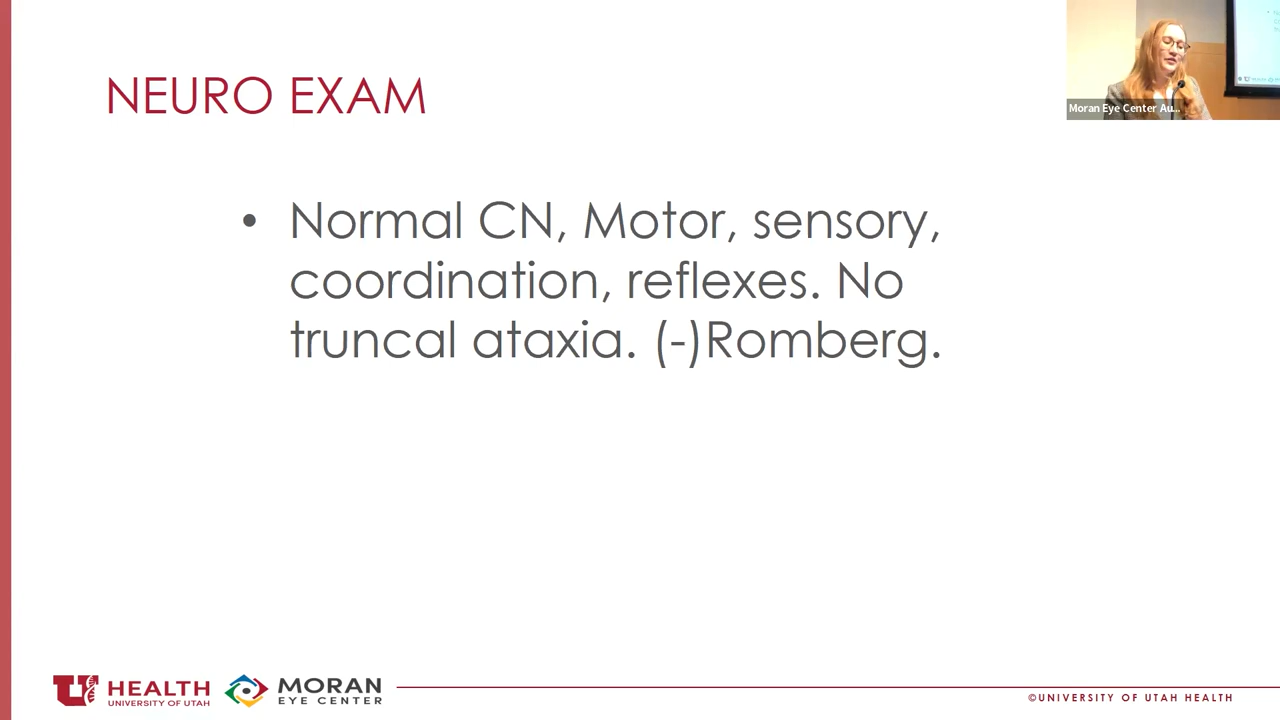 NEURO EXAM
Moran Eye Center Au...
• Normal CN, Motor, sensory,
coordination, reflexes. No
truncal ataxia. (-)Romberg.
U HEALTH
UNIVERSITY OF UTAH
MORAN
EYE CENTER
©UNIVERSITY OF UTAH HEALTH